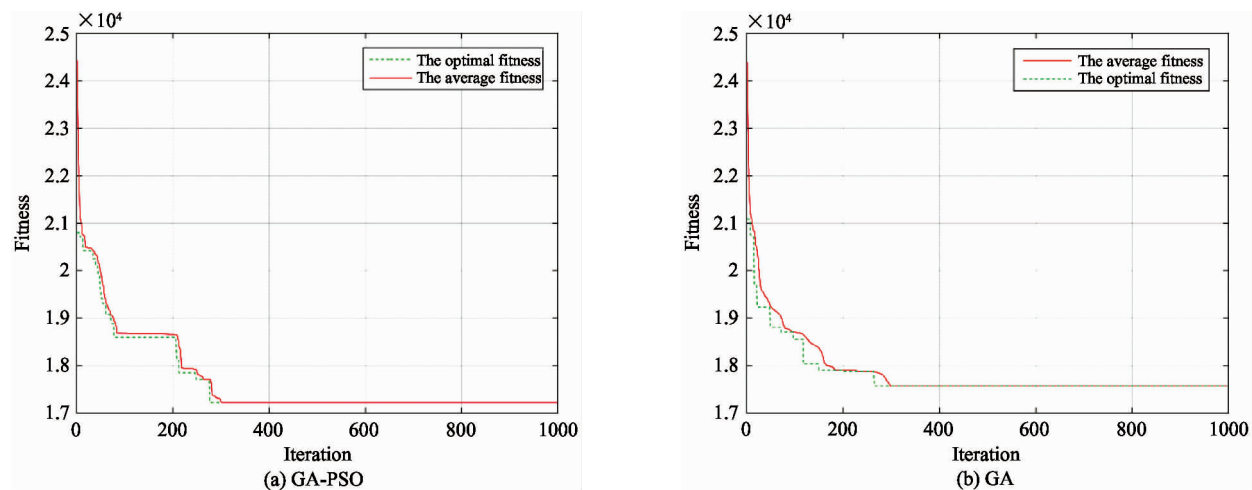 ×10⁴
2.5
2.4
2.3
2.2
2.1
2
1.9
1.8
1.7
Fitness
The optimal fitness
The average fitness
0 200 400 600 800 1000
Iteration
(a) GA-PSO
×10⁴
2.5
2.4
2.3
2.2
2.1
2
1.9
1.8
1.7
Fitness
The average fitness
The optimal fitness
0 200 400 600 800 1000
Iteration
(b) GA